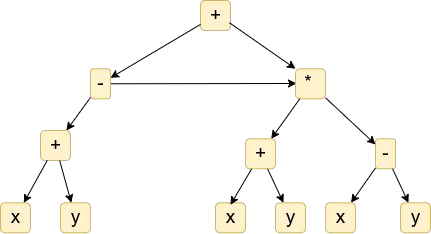 +
- *
+ + -
x y x y x y